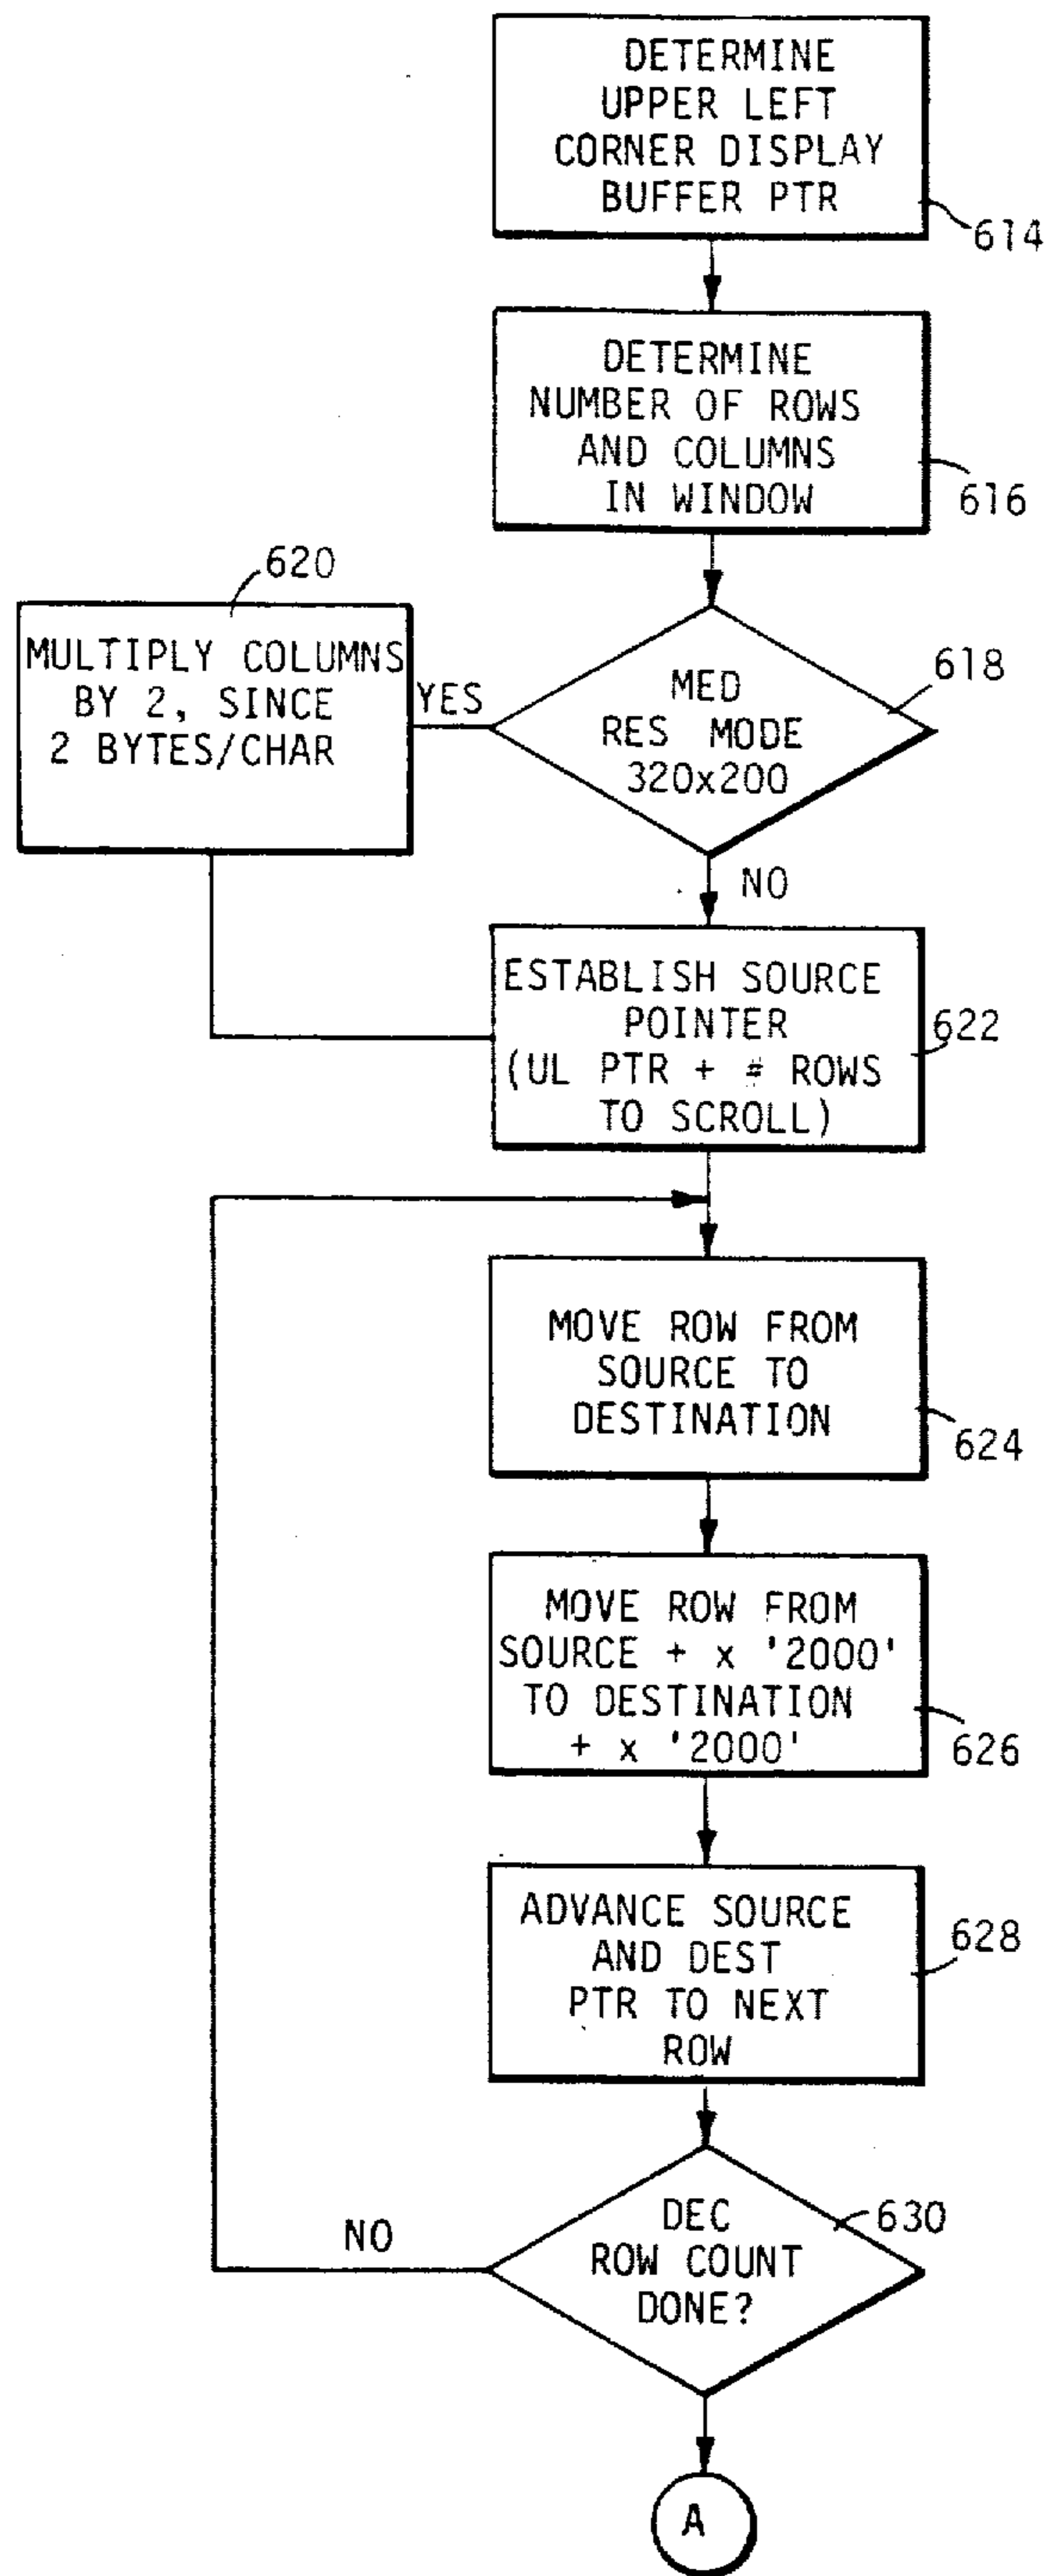 DETERMINE
UPPER LEFT
CORNER DISPLAY
BUFFER PTR
614
DETERMINE
NUMBER OF ROWS
AND COLUMNS
IN WINDOW
616
620
MULTIPLY COLUMNS
BY 2, SINCE
2 BYTES/CHAR
YES
MED
RES MODE
320x200
618
NO
ESTABLISH SOURCE
POINTER
(UL PTR + # ROWS
TO SCROLL)
622
MOVE ROW FROM
SOURCE TO
DESTINATION
624
MOVE ROW FROM
SOURCE + x '2000'
TO DESTINATION
+ x '2000'
626
ADVANCE SOURCE
AND DEST
PTR TO NEXT
ROW
628
NO
DEC
ROW COUNT
DONE?
630
A